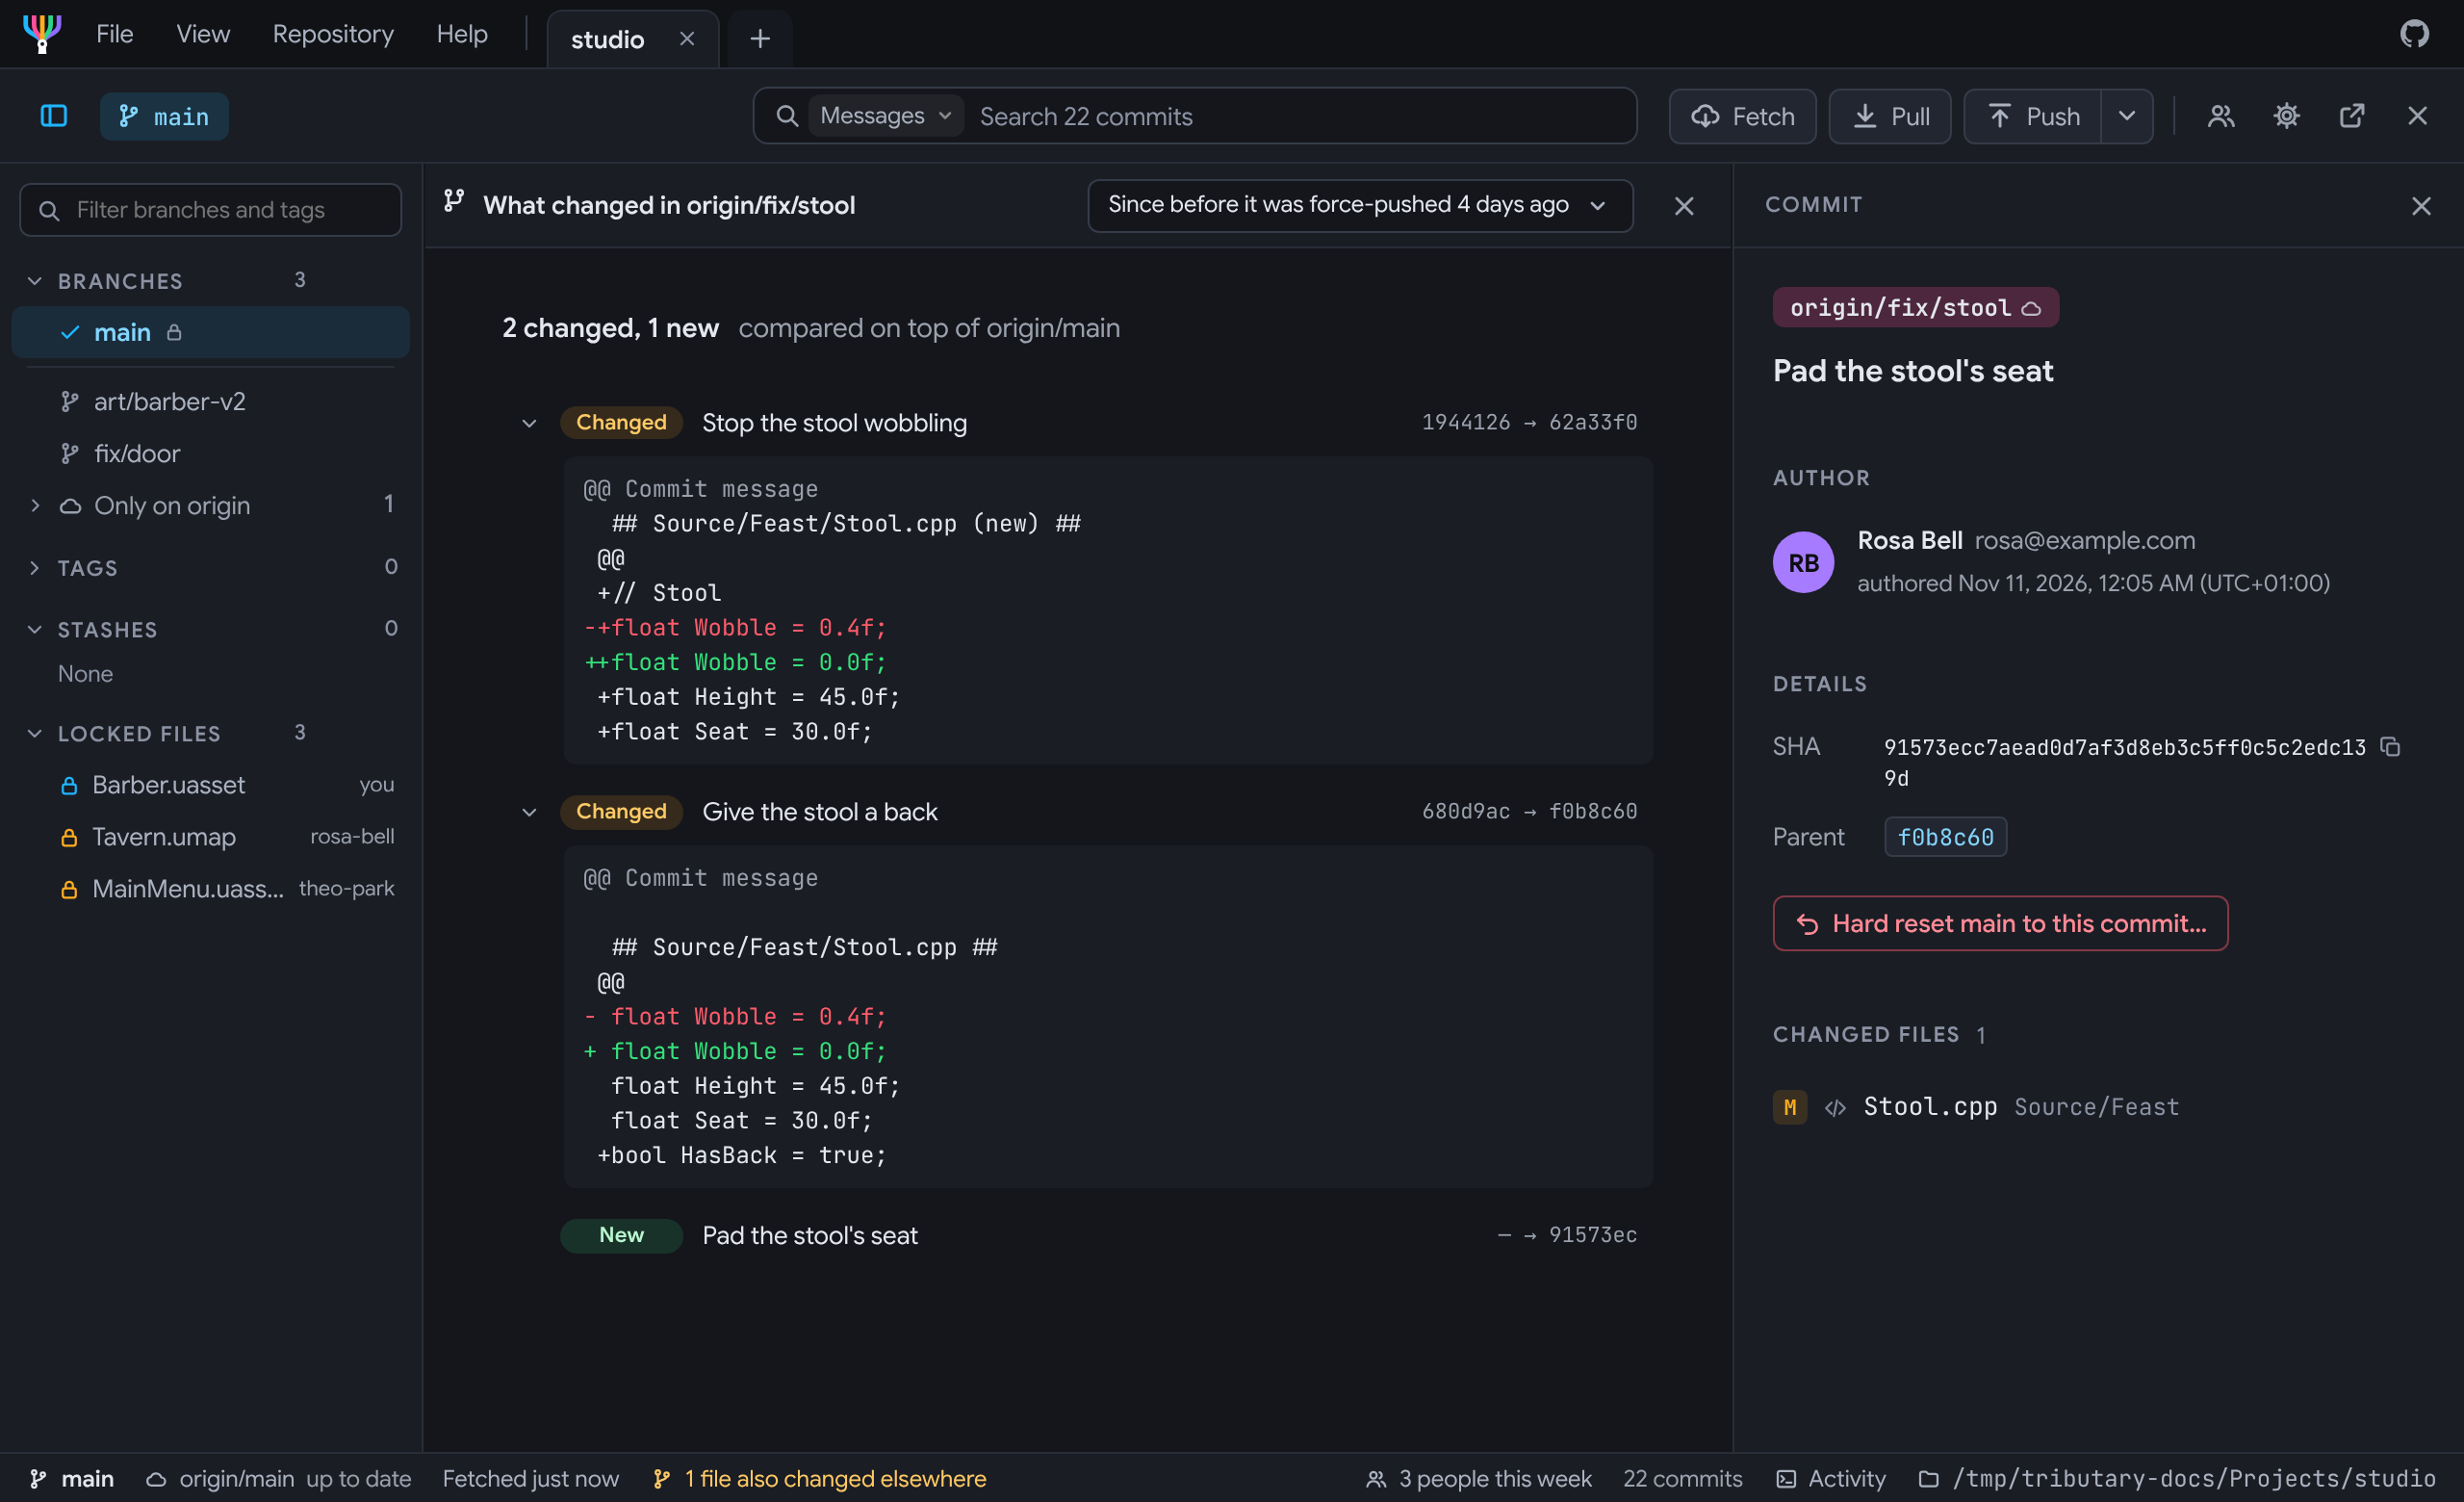 File View Repository Help studio
main Messages Search 22 commits Fetch Pull Push
Filter branches and tags
BRANCHES 3
main
art/barber-v2
fix/door
Only on origin 1
TAGS 0
STASHES 0
None
LOCKED FILES 3
Barber.uasset you
Tavern.umap rosa-bell
MainMenu.uass... theo-park
What changed in origin/fix/stool Since before it was force-pushed 4 days ago
2 changed, 1 new compared on top of origin/main
Changed Stop the stool wobbling 1944126 → 62a33f0
@@ Commit message
## Source/Feast/Stool.cpp (new) ##
@@
+// Stool
-+float Wobble = 0.4f;
++float Wobble = 0.0f;
+float Height = 45.0f;
+float Seat = 30.0f;
Changed Give the stool a back 680d9ac → f0b8c60
@@ Commit message
## Source/Feast/Stool.cpp ##
@@
- float Wobble = 0.4f;
+ float Wobble = 0.0f;
float Height = 45.0f;
float Seat = 30.0f;
+bool HasBack = true;
New Pad the stool's seat — → 91573ec
COMMIT
origin/fix/stool
Pad the stool's seat
AUTHOR
RB
Rosa Bell rosa@example.com
authored Nov 11, 2026, 12:05 AM (UTC+01:00)
DETAILS
SHA 91573ecc7aead0d7af3d8eb3c5ff0c5c2edc13
9d
Parent f0b8c60
Hard reset main to this commit...
CHANGED FILES 1
M Stool.cpp Source/Feast
main origin/main up to date Fetched just now 1 file also changed elsewhere 3 people this week 22 commits Activity /tmp/tributary-docs/Projects/studio